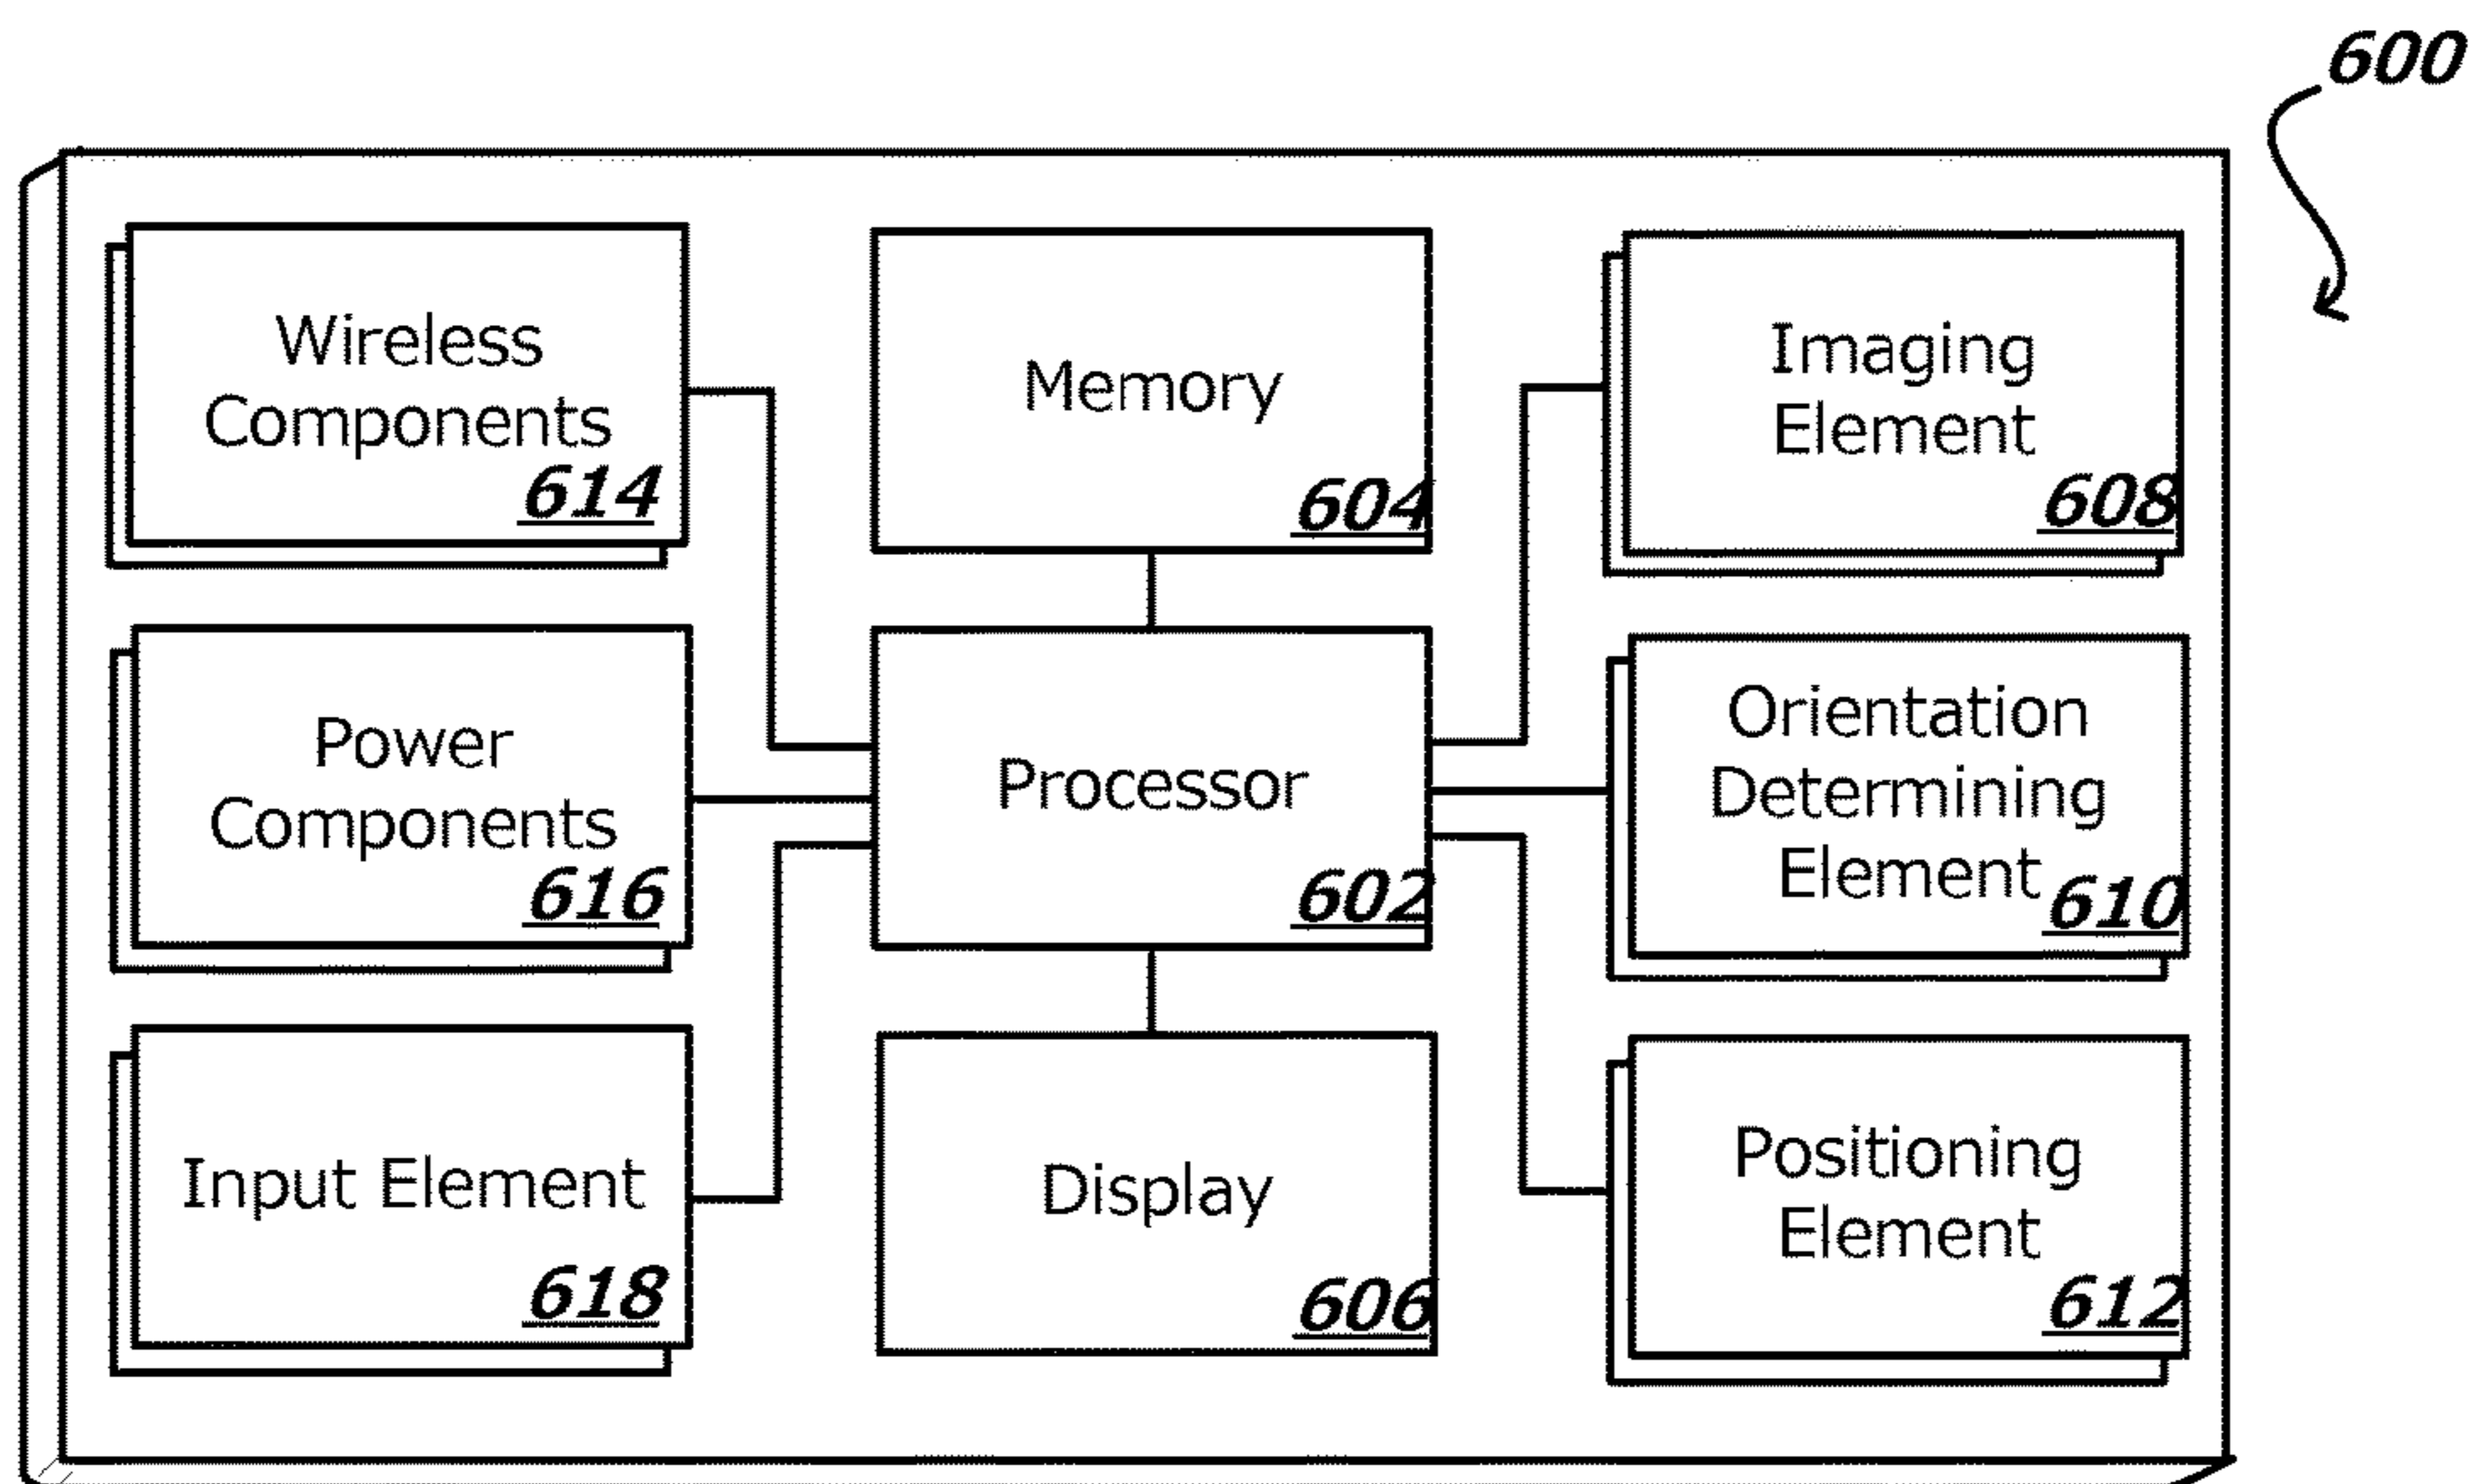 600
Wireless
Components
614
Memory
604
Imaging
Element
608
Power
Components
616
Processor
602
Orientation
Determining
Element
610
Input Element
618
Display
606
Positioning
Element
612